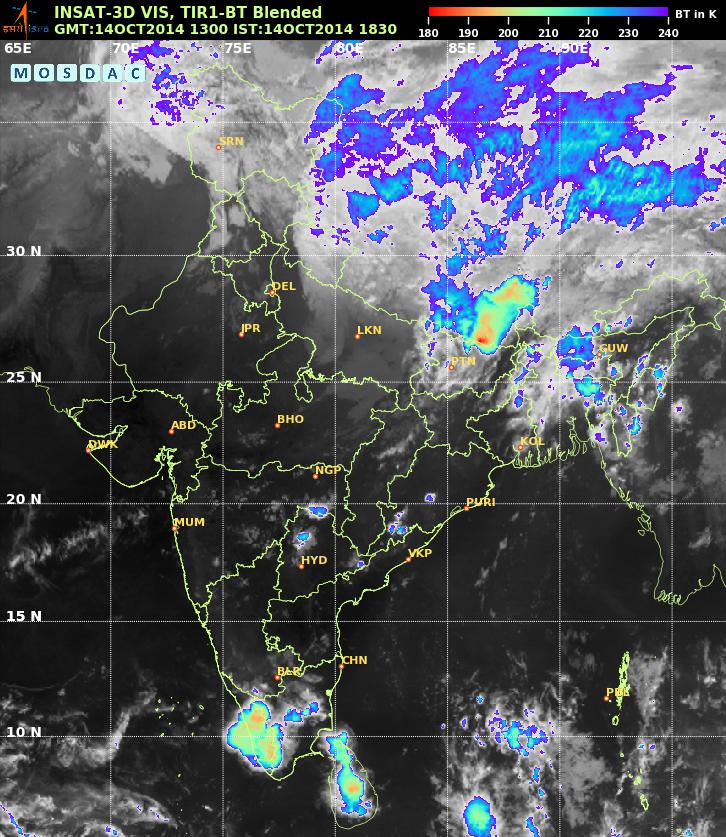 INSAT-3D VIS, TIR1-BT Blended
GMT:14OCT2014 1300 IST:14OCT2014 1830
BT in K
180 190 200 210 220 230 240
65E 70E 75E 80E 85E 90E
M O S D A C
SRN
30 N
DEL
JPR
LKN
GUW
PTN
25 N
ABD
BHO
DWK
KOL
NGP
20 N
PURI
MUM
VKP
HYD
15 N
BLR
CHN
PBL
10 N